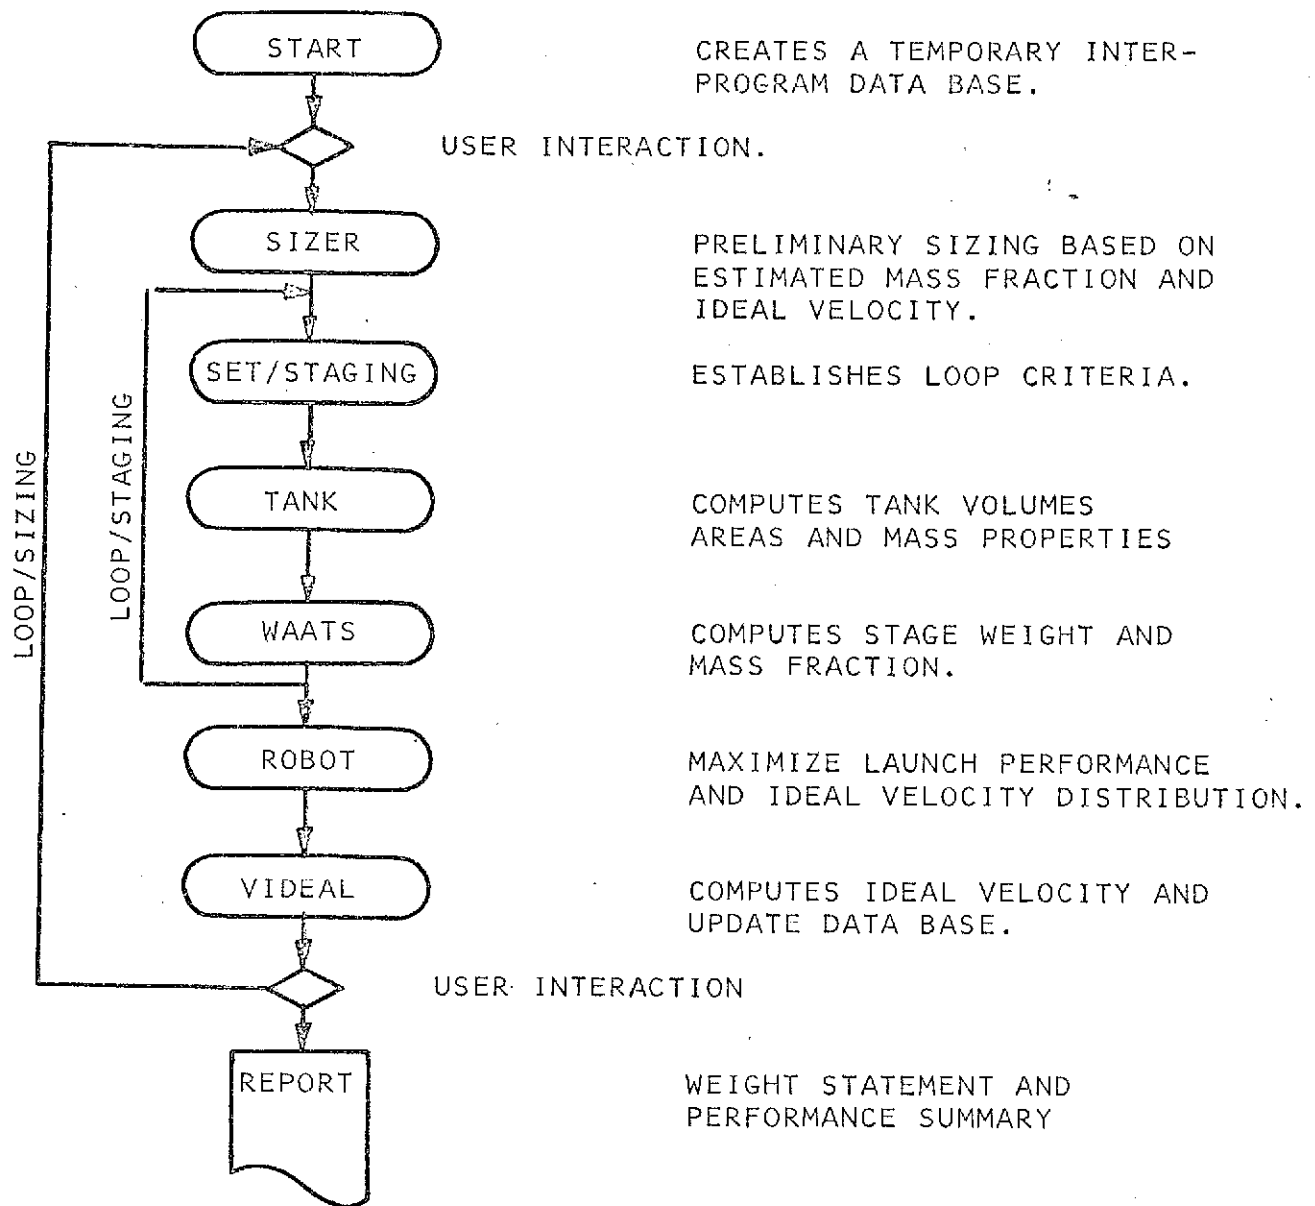 START
CREATES A TEMPORARY INTER-
PROGRAM DATA BASE.
USER INTERACTION.
SIZER
PRELIMINARY SIZING BASED ON
ESTIMATED MASS FRACTION AND
IDEAL VELOCITY.
SET/STAGING
ESTABLISHES LOOP CRITERIA.
LOOP/SIZING
LOOP/STAGING
TANK
COMPUTES TANK VOLUMES
AREAS AND MASS PROPERTIES
WAATS
COMPUTES STAGE WEIGHT AND
MASS FRACTION.
ROBOT
MAXIMIZE LAUNCH PERFORMANCE
AND IDEAL VELOCITY DISTRIBUTION.
VIDEAL
COMPUTES IDEAL VELOCITY AND
UPDATE DATA BASE.
USER INTERACTION
REPORT
WEIGHT STATEMENT AND
PERFORMANCE SUMMARY